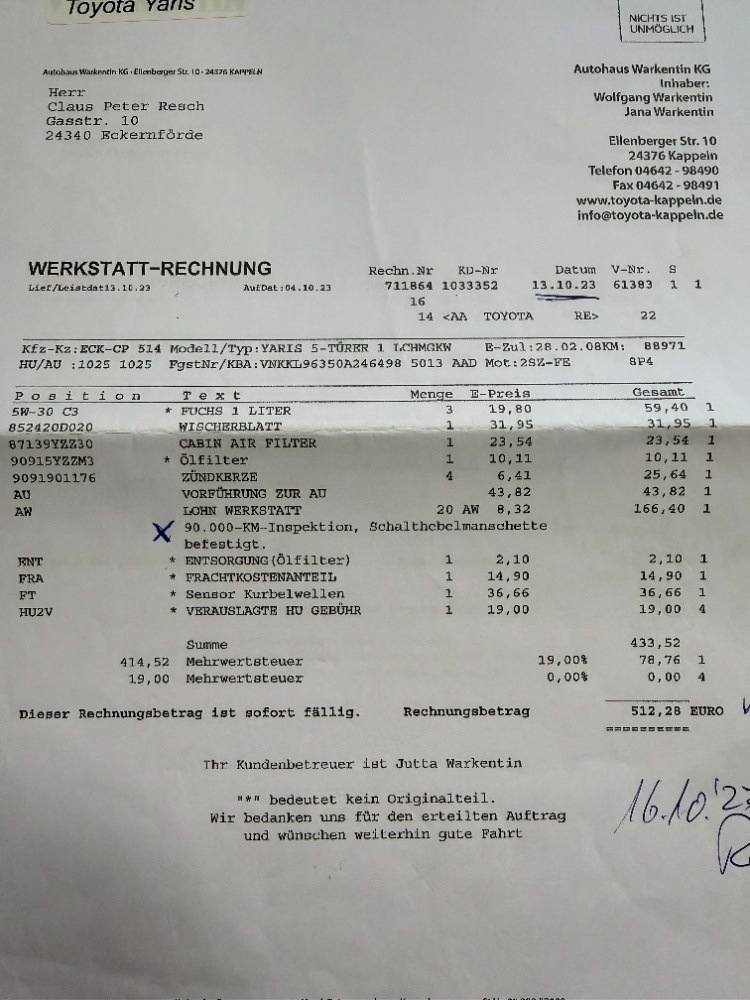 Toyota Yaris
NICHTS IST
UNMÖGLICH
Autohaus Warkentin KG · Ellenberger Str. 10 · 24376 KAPPELN
Herr
Claus Peter Resch
Gasstr. 10
24340 Eckernförde
Autohaus Warkentin KG
Inhaber:
Wolfgang Warkentin
Jana Warkentin
Ellenberger Str. 10
24376 Kappeln
Telefon 04642 - 98490
Fax 04642 - 98491
www.toyota-kappeln.de
info@toyota-kappeln.de
WERKSTATT-RECHNUNG
Rechn.Nr KD-Nr Datum V-Nr. S
Lief/Leistdat13.10.23 AufDat:04.10.23 711864 1033352 13.10.23 61383 1 1
16
14 <AA TOYOTA RE> 22
Kfz-Kz:ECK-CP 514 Modell/Typ:YARIS 5-TÜRER 1 LCHMGKW E-Zul:28.02.08KM: 88971
HU/AU :1025 1025 FgstNr/KBA:VNKKL96350A246498 5013 AAD Mot:2SZ-FE 8P4
Position Text Menge E-Preis Gesamt
5W-30 C3 * FUCHS 1 LITER 3 19,80 59,40 1
852420D020 WISCHERBLATT 1 31,95 31,95 1
87139YZZ30 CABIN AIR FILTER 1 23,54 23,54 1
90915YZZM3 * Ölfilter 1 10,11 10,11 1
9091901176 ZÜNDKERZE 4 6,41 25,64 1
AU VORFÜHRUNG ZUR AU 43,82 43,82 1
AW LOHN WERKSTATT 20 AW 8,32 166,40 1
X 90.000-KM-Inspektion, Schalthebelmanschette
befestigt.
ENT * ENTSORGUNG(Ölfilter) 1 2,10 2,10 1
FRA * FRACHTKOSTENANTEIL 1 14,90 14,90 1
FT * Sensor Kurbelwellen 1 36,66 36,66 1
HU2V * VERAUSLAGTE HU GEBÜHR 1 19,00 19,00 4
Summe 433,52
414,52 Mehrwertsteuer 19,00% 78,76 1
19,00 Mehrwertsteuer 0,00% 0,00 4
Dieser Rechnungsbetrag ist sofort fällig. Rechnungsbetrag 512,28 EURO
==========
Ihr Kundenbetreuer ist Jutta Warkentin
"*" bedeutet kein Originalteil.
Wir bedanken uns für den erteilten Auftrag
und wünschen weiterhin gute Fahrt
16.10.'23